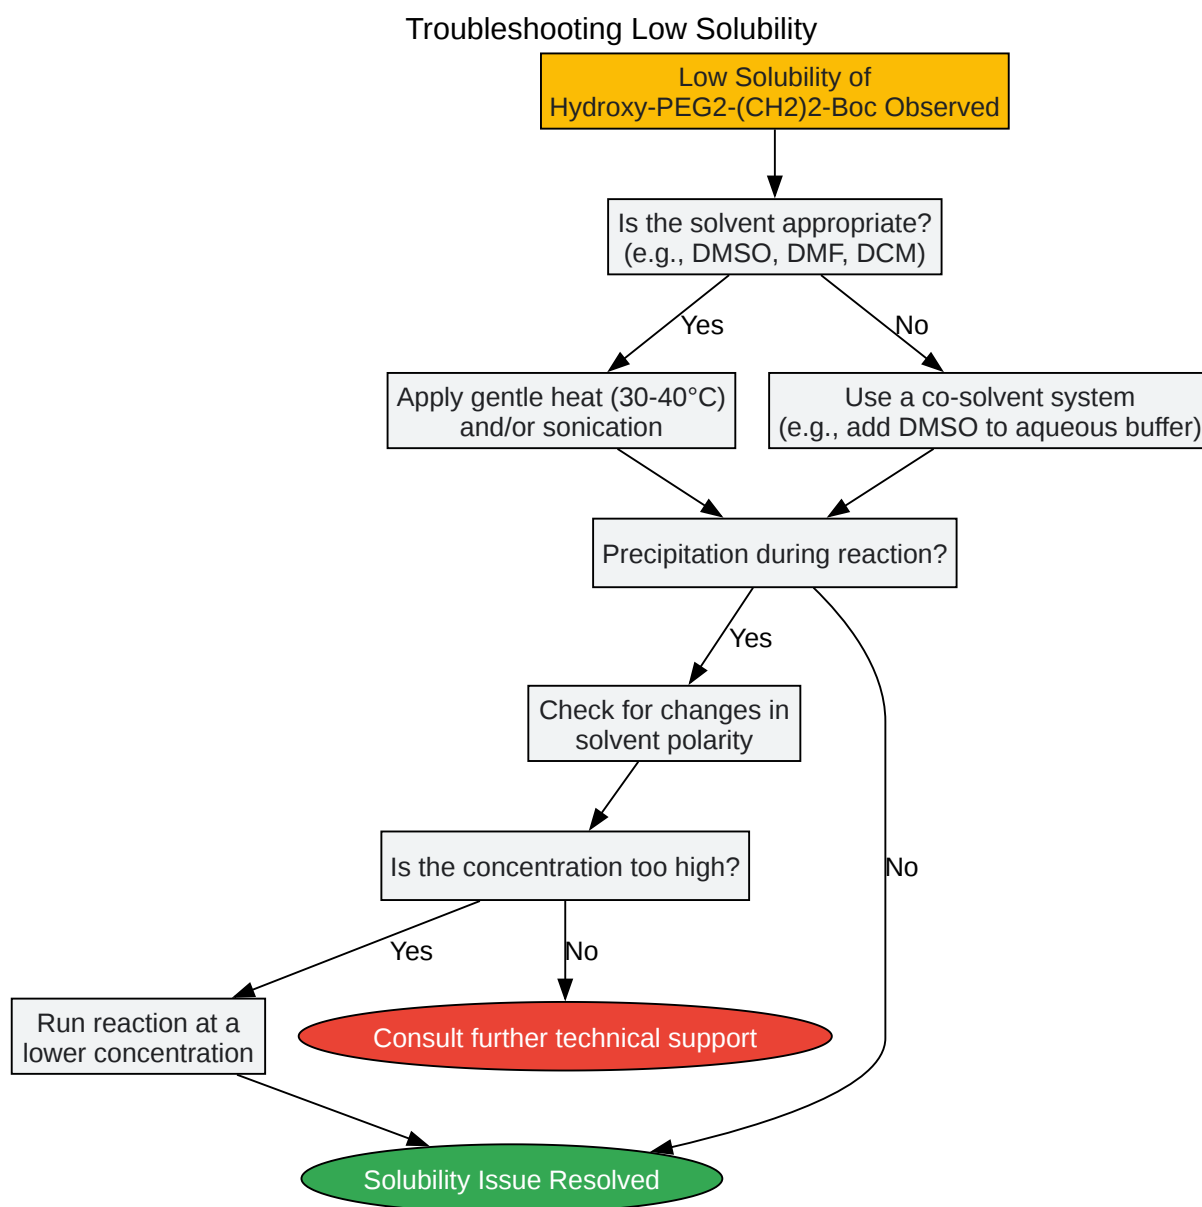 Troubleshooting Low Solubility
Low Solubility of
Hydroxy-PEG2-(CH2)2-Boc Observed
Is the solvent appropriate?
(e.g., DMSO, DMF, DCM)
Yes
No
Apply gentle heat (30-40°C)
and/or sonication
Use a co-solvent system
(e.g., add DMSO to aqueous buffer)
Precipitation during reaction?
Yes
Check for changes in
solvent polarity
Is the concentration too high?
No
Yes
No
Run reaction at a
lower concentration
Consult further technical support
Solubility Issue Resolved